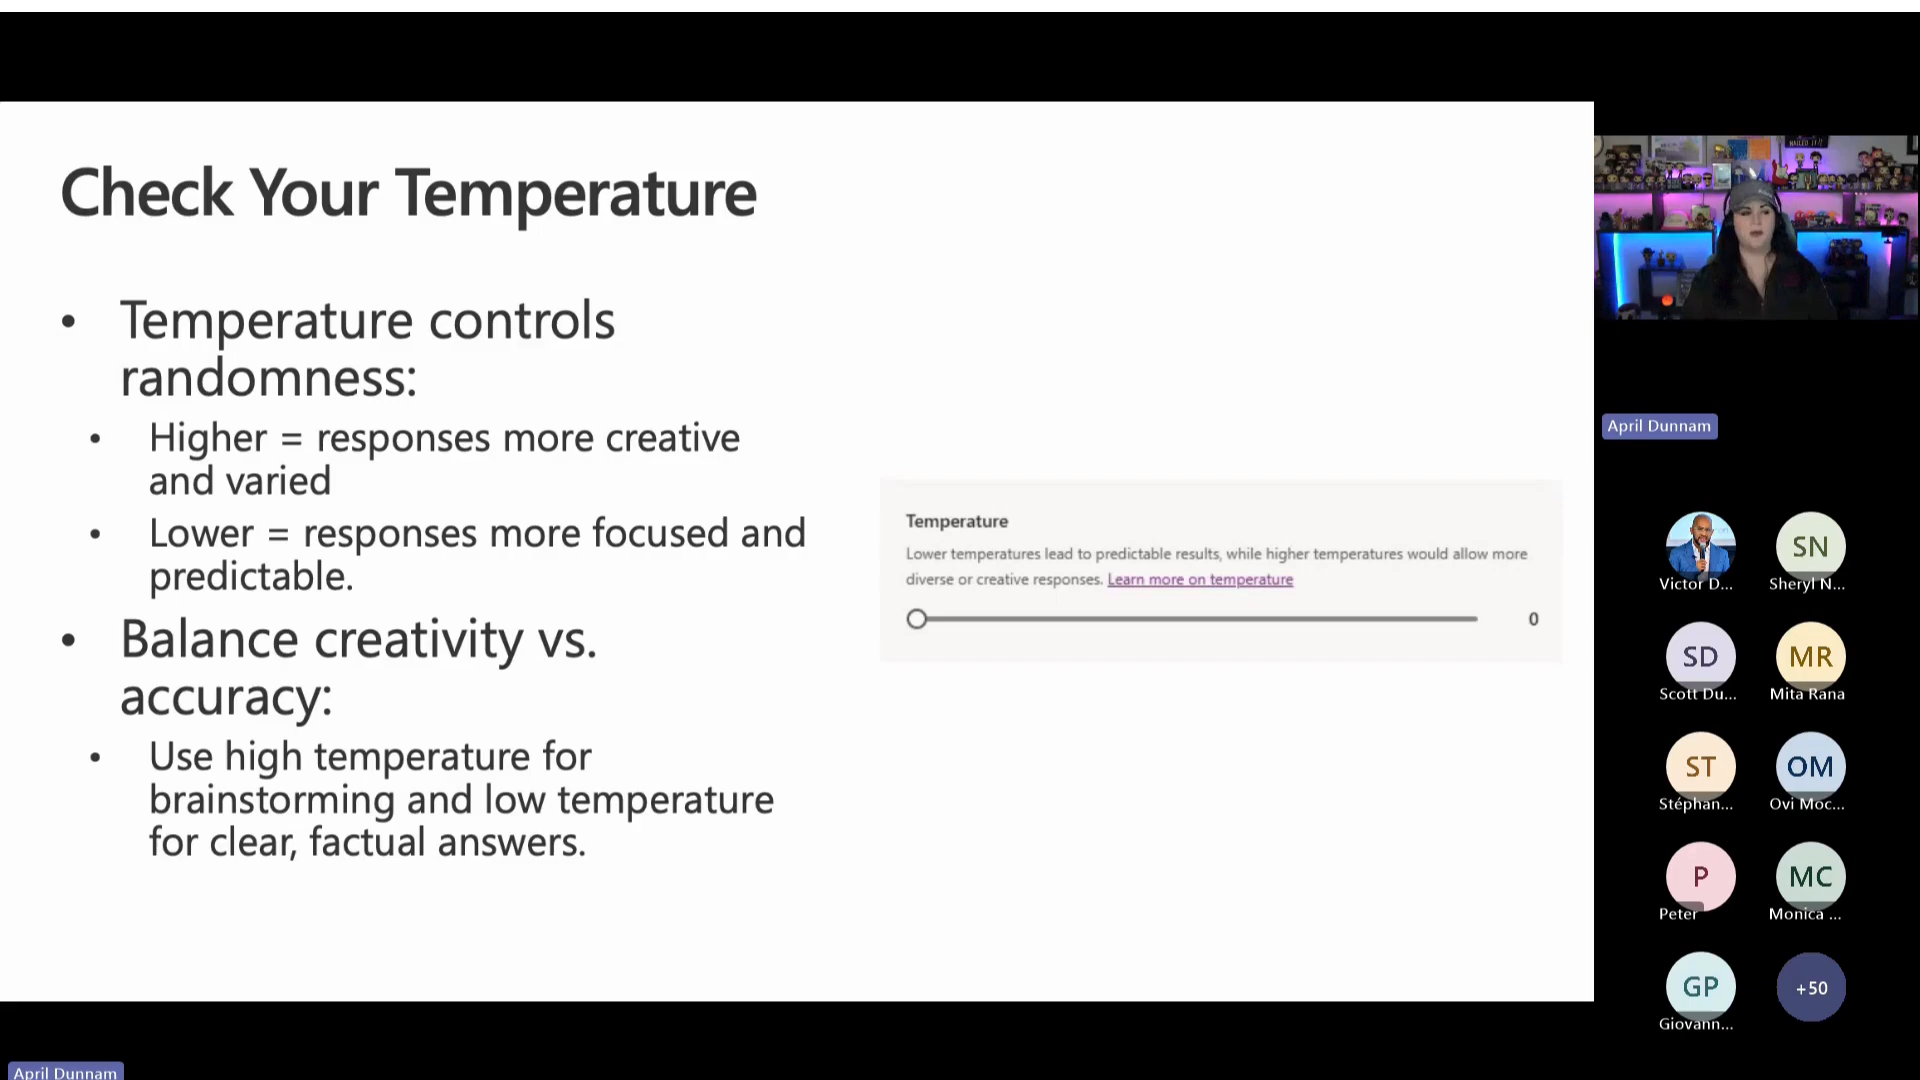 Check Your Temperature
• Temperature controls
randomness:
• Higher = responses more creative
and varied
• Lower = responses more focused and
predictable.
• Balance creativity vs.
accuracy:
• Use high temperature for
brainstorming and low temperature
for clear, factual answers.
Temperature
Lower temperatures lead to predictable results, while higher temperatures would allow more
diverse or creative responses. Learn more on temperature
0
NAILED IT!!
April Dunnam
Victor D...
SN
Sheryl N...
SD
Scott Du...
MR
Mita Rana
ST
Stéphan...
OM
Ovi Moc...
P
Peter
MC
Monica ...
GP
Giovann...
+50
April Dunnam